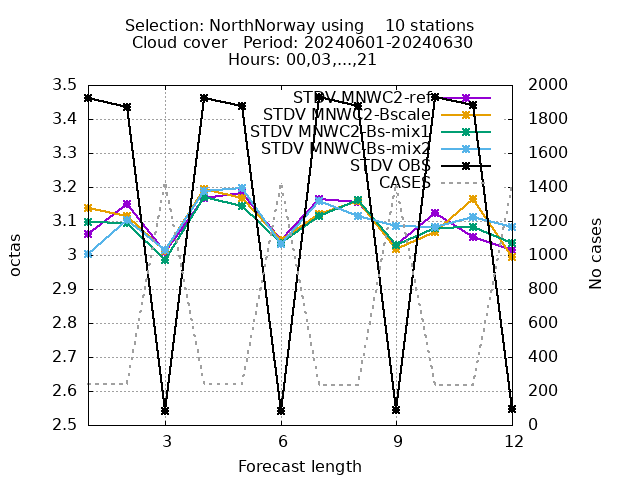 Selection: NorthNorway using    10 stations
Cloud cover   Period: 20240601-20240630
Hours: 00,03,...,21
STDV MNWC2-ref
STDV MNWC2-Bscale
STDV MNWC2-Bs-mix1
STDV MNWC-Bs-mix2
STDV OBS
CASES
3.5
3.4
3.3
3.2
3.1
3
2.9
2.8
2.7
2.6
2.5
octas
2000
1800
1600
1400
1200
1000
800
600
400
200
0
No cases
3 6 9 12
Forecast length